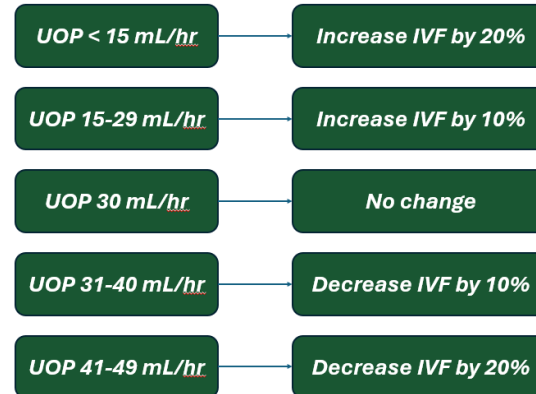 UOP < 15 mL/hr
Increase IVF by 20%
UOP 15-29 mL/hr
Increase IVF by 10%
UOP 30 mL/hr
No change
UOP 31-40 mL/hr
Decrease IVF by 10%
UOP 41-49 mL/hr
Decrease IVF by 20%